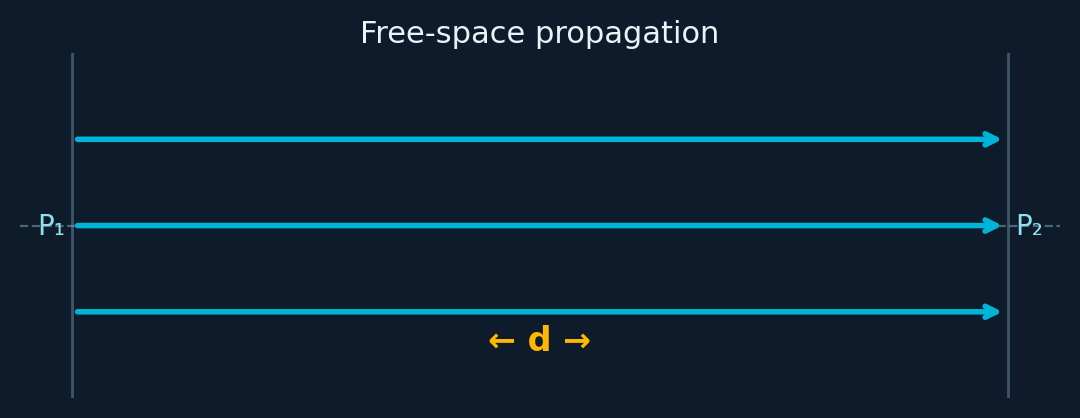 Free-space propagation
P₁
P₂
← d →